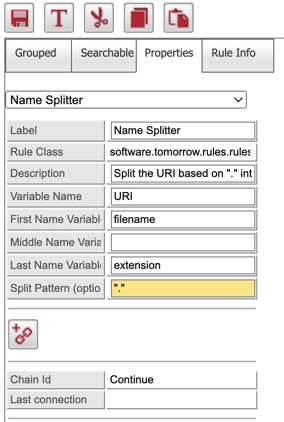 T
Grouped
Searchable
Properties
Rule Info
Name Splitter
Label
Name Splitter
Rule Class
software.tomorrow.rules.rules
Description
Split the URI based on "." int
Variable Name
URI
First Name Variabl
filename
Middle Name Varia
Last Name Variabl
extension
Split Pattern (optio
"."
Chain Id
Continue
Last connection